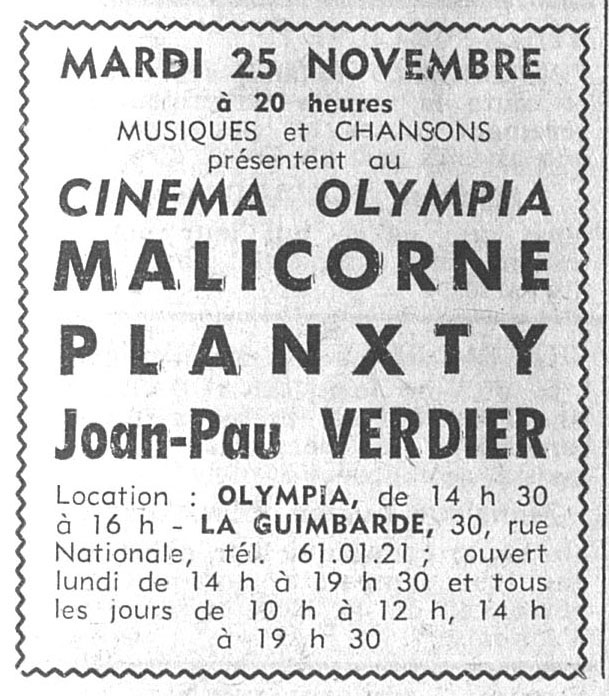 MARDI 25 NOVEMBRE
à 20 heures
MUSIQUES et CHANSONS
présentent au
CINEMA OLYMPIA
MALICORNE
PLANXTY
Joan-Pau VERDIER
Location : OLYMPiA, de 14 h 30
à 16 h - LA GUIMBARDE, 30, rue
Nationale, tél. 61.01.21 ; ouvert
lundi de 14 h à 19 h 30 et tous
les jours de 10 h à 12 h, 14 h
à 19 h 30